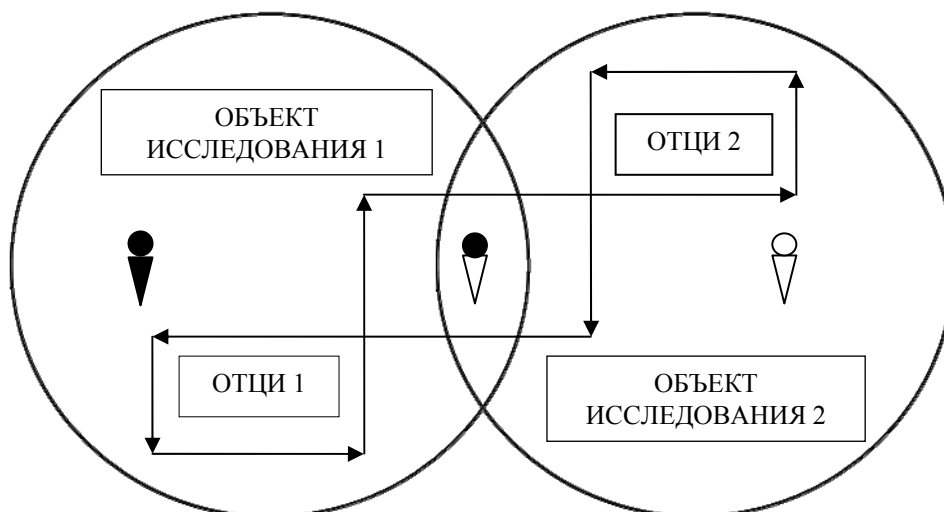 ОБЪЕКТ
ИССЛЕДОВАНИЯ 1
ОТЦИ 2
ОТЦИ 1
ОБЪЕКТ
ИССЛЕДОВАНИЯ 2